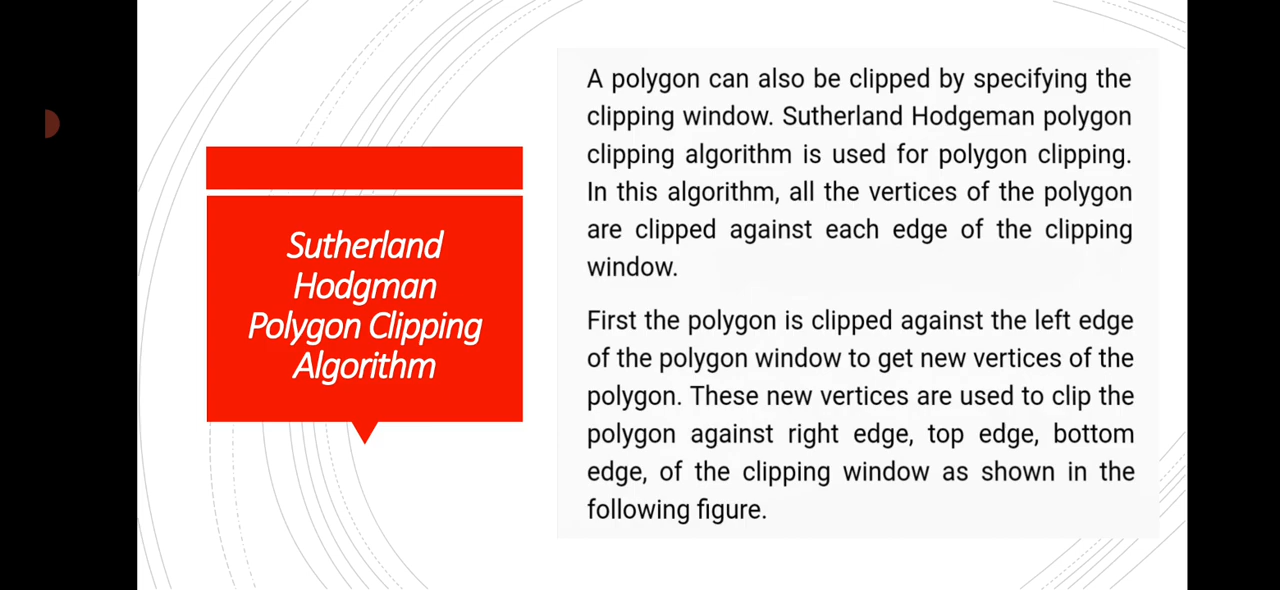 Sutherland
Hodgman
Polygon Clipping
Algorithm
A polygon can also be clipped by specifying the
clipping window. Sutherland Hodgeman polygon
clipping algorithm is used for polygon clipping.
In this algorithm, all the vertices of the polygon
are clipped against each edge of the clipping
window.
First the polygon is clipped against the left edge
of the polygon window to get new vertices of the
polygon. These new vertices are used to clip the
polygon against right edge, top edge, bottom
edge, of the clipping window as shown in the
following figure.